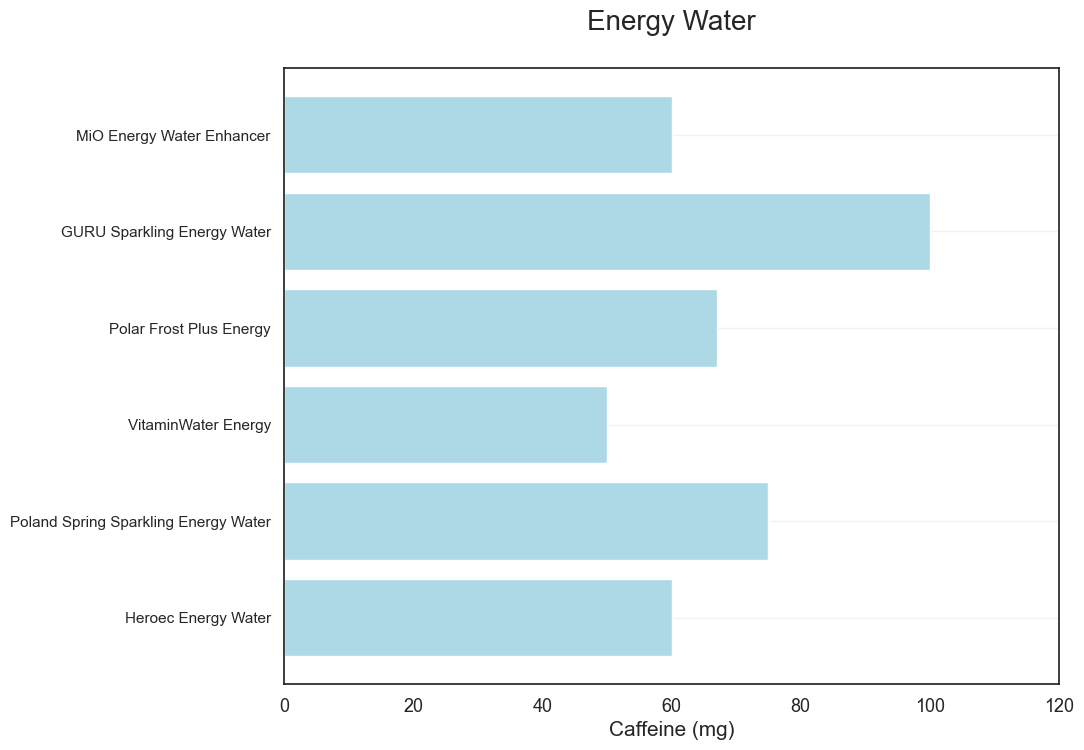 Energy Water
MiO Energy Water Enhancer
GURU Sparkling Energy Water
Polar Frost Plus Energy
VitaminWater Energy
Poland Spring Sparkling Energy Water
Heroec Energy Water
0 20 40 60 80 100 120
Caffeine (mg)